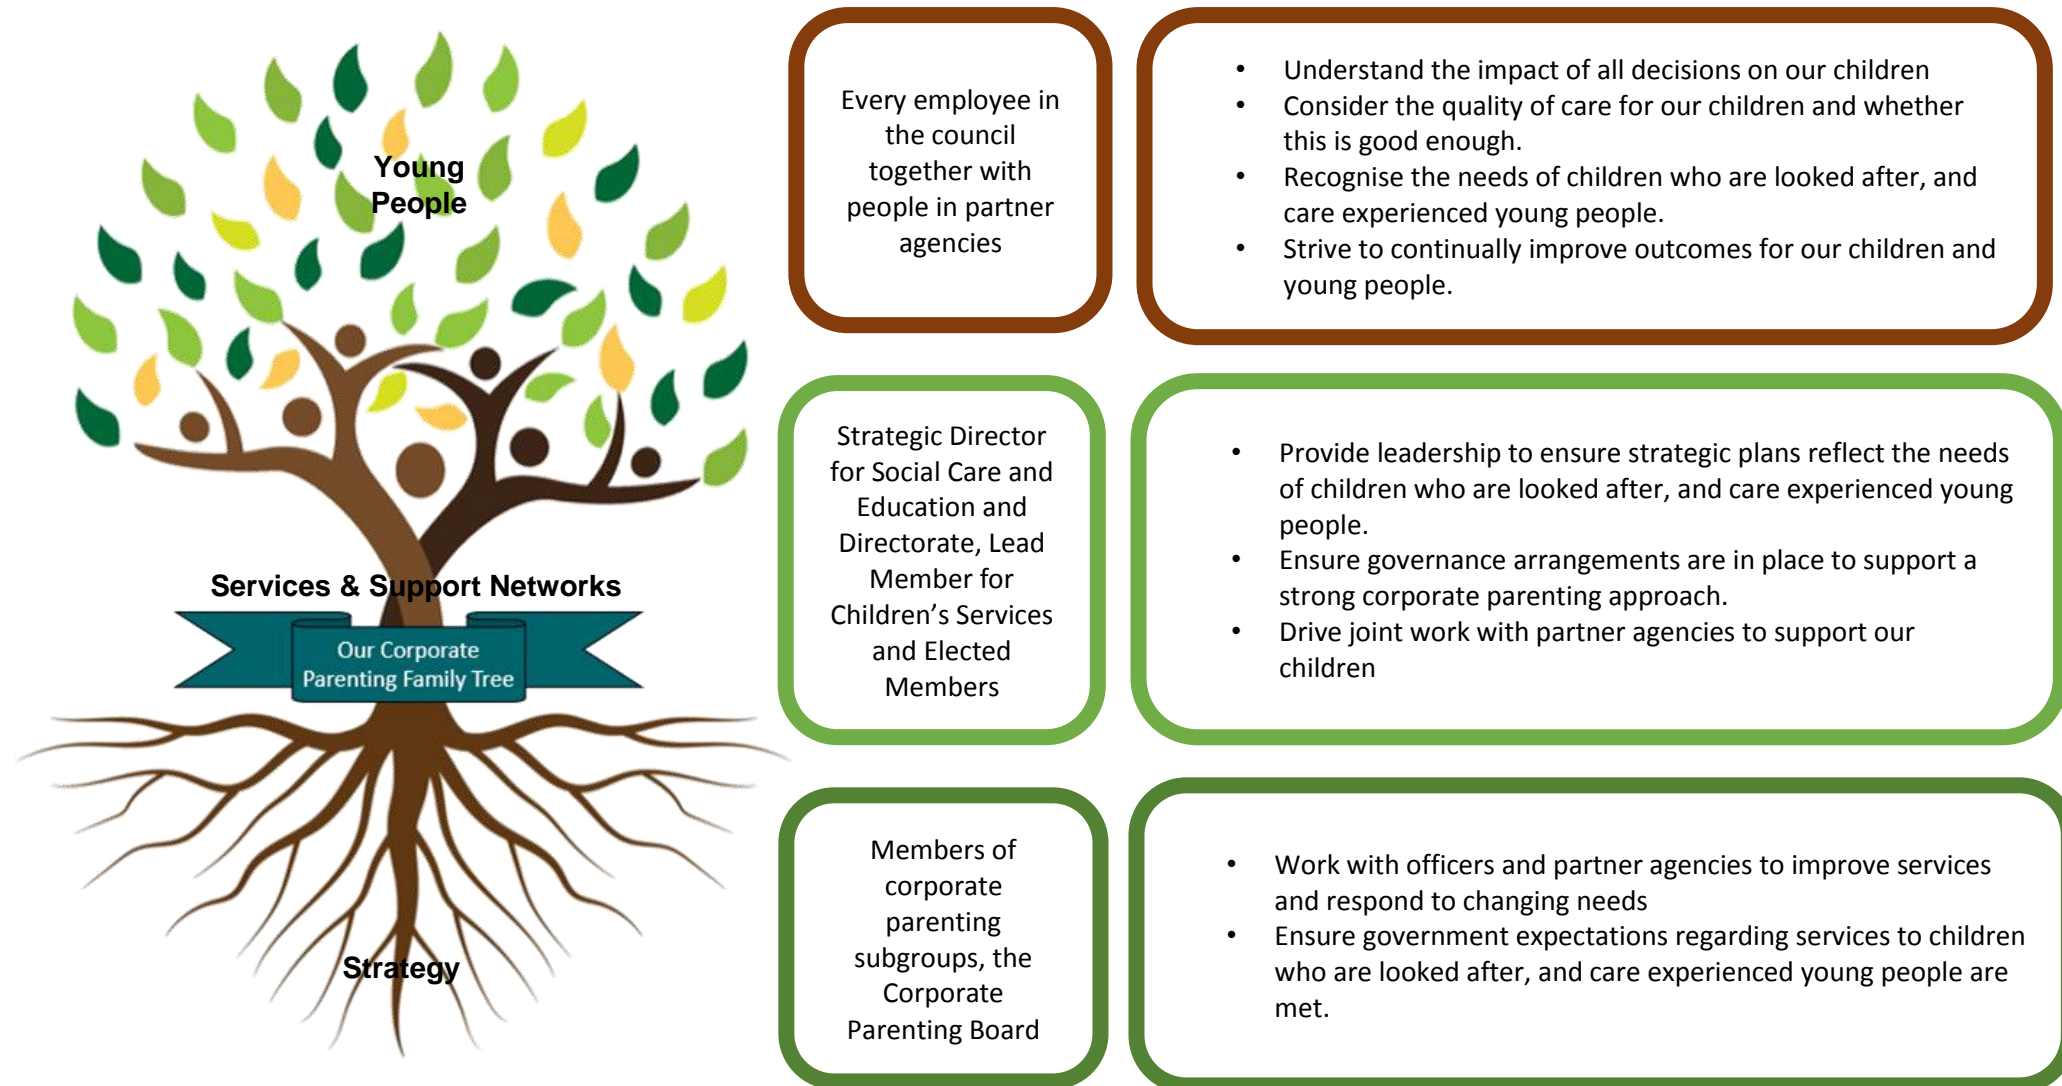 Young
People
Services & Support Networks
Our Corporate
Parenting Family Tree
Strategy
Every employee in
the council
together with
people in partner
agencies
• Understand the impact of all decisions on our children
• Consider the quality of care for our children and whether
this is good enough.
• Recognise the needs of children who are looked after, and
care experienced young people.
• Strive to continually improve outcomes for our children and
young people.
Strategic Director
for Social Care and
Education and
Directorate, Lead
Member for
Children’s Services
and Elected
Members
• Provide leadership to ensure strategic plans reflect the needs
of children who are looked after, and care experienced young
people.
• Ensure governance arrangements are in place to support a
strong corporate parenting approach.
• Drive joint work with partner agencies to support our
children
Members of
corporate
parenting
subgroups, the
Corporate
Parenting Board
• Work with officers and partner agencies to improve services
and respond to changing needs
• Ensure government expectations regarding services to children
who are looked after, and care experienced young people are
met.